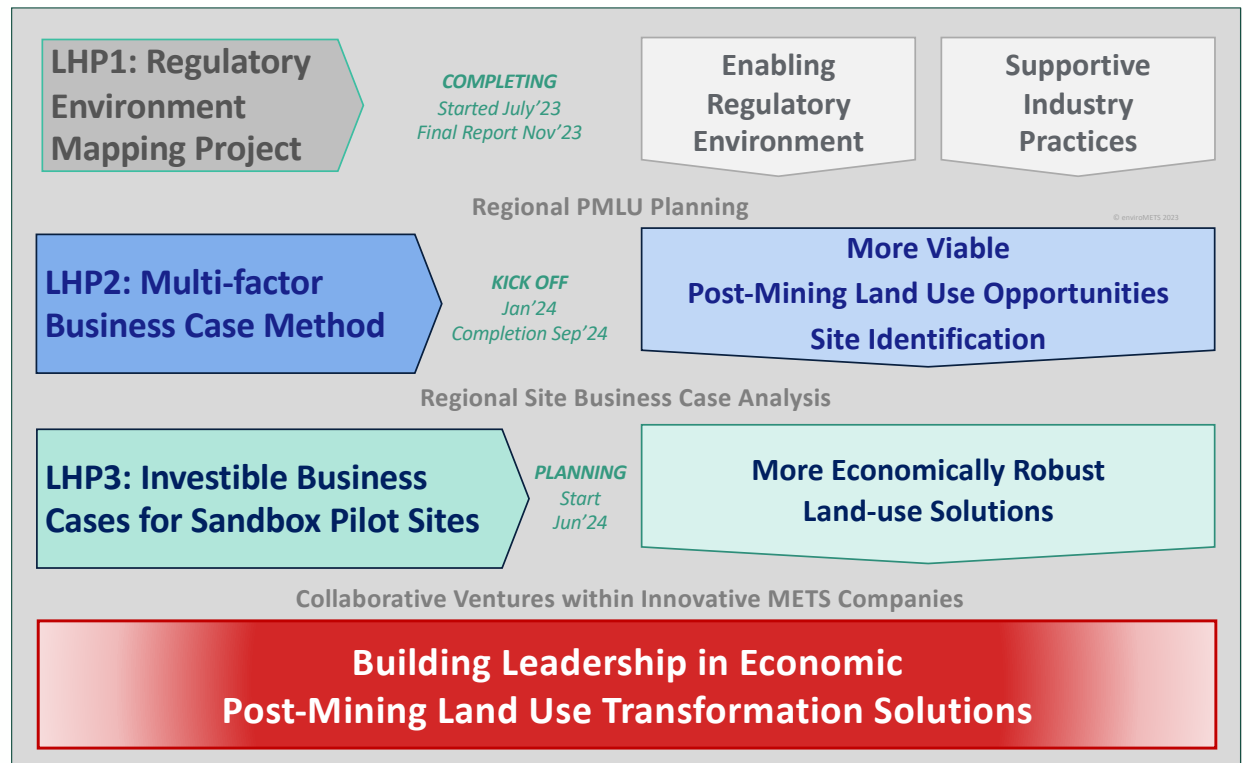 LHP1: Regulatory
Environment
Mapping Project
COMPLETING
Started July’23
Final Report Nov’23
Enabling
Regulatory
Environment
Supportive
Industry
Practices
Regional PMLU Planning
© enviroMETS 2023
LHP2: Multi-factor
Business Case Method
KICK OFF
Jan’24
Completion Sep’24
More Viable
Post-Mining Land Use Opportunities
Site Identification
Regional Site Business Case Analysis
LHP3: Investible Business
Cases for Sandbox Pilot Sites
PLANNING
Start
Jun’24
More Economically Robust
Land-use Solutions
Collaborative Ventures within Innovative METS Companies
Building Leadership in Economic
Post-Mining Land Use Transformation Solutions